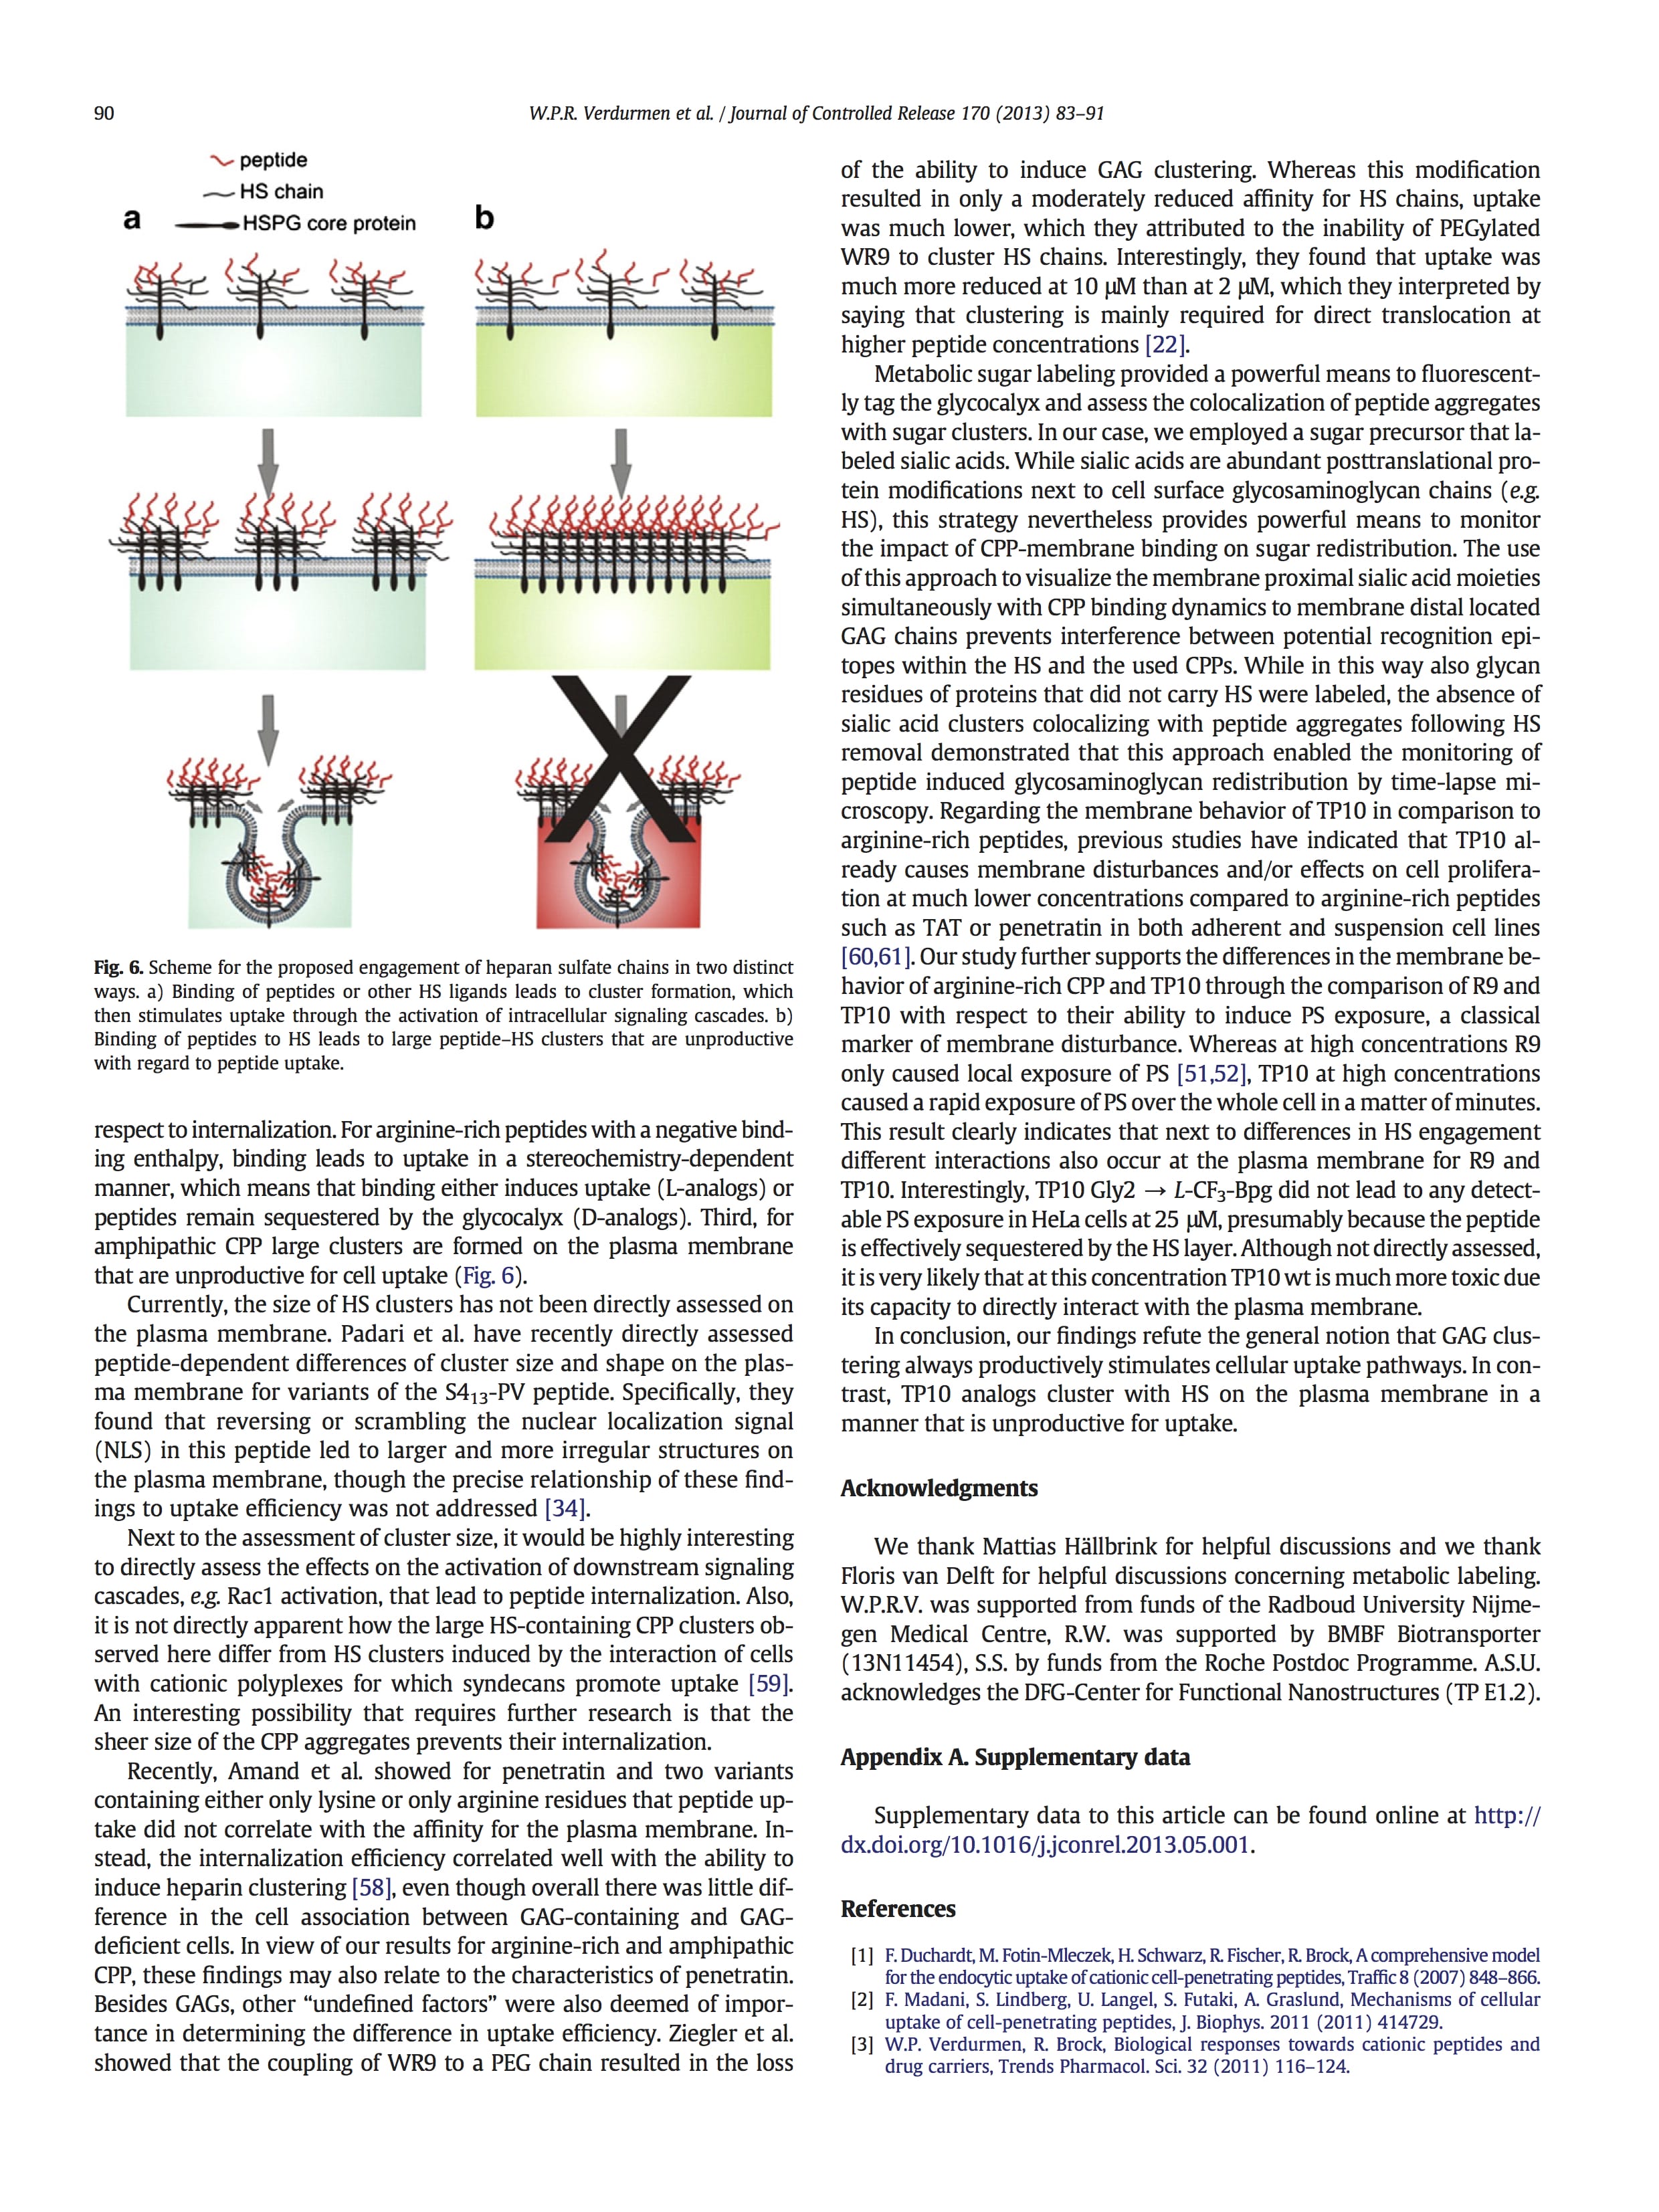 90
W.P.R. Verdurmen et al. / Journal of Controlled Release 170 (2013) 83–91
peptide
HS chain
HSPG core protein
a
b
Fig. 6. Scheme for the proposed engagement of heparan sulfate chains in two distinct
ways. a) Binding of peptides or other HS ligands leads to cluster formation, which
then stimulates uptake through the activation of intracellular signaling cascades. b)
Binding of peptides to HS leads to large peptide–HS clusters that are unproductive
with regard to peptide uptake.
respect to internalization. For arginine-rich peptides with a negative bind-
ing enthalpy, binding leads to uptake in a stereochemistry-dependent
manner, which means that binding either induces uptake (L-analogs) or
peptides remain sequestered by the glycocalyx (D-analogs). Third, for
amphipathic CPP large clusters are formed on the plasma membrane
that are unproductive for cell uptake (Fig. 6).
Currently, the size of HS clusters has not been directly assessed on
the plasma membrane. Padari et al. have recently directly assessed
peptide-dependent differences of cluster size and shape on the plas-
ma membrane for variants of the S4₁₃-PV peptide. Specifically, they
found that reversing or scrambling the nuclear localization signal
(NLS) in this peptide led to larger and more irregular structures on
the plasma membrane, though the precise relationship of these find-
ings to uptake efficiency was not addressed [34].
Next to the assessment of cluster size, it would be highly interesting
to directly assess the effects on the activation of downstream signaling
cascades, e.g. Rac1 activation, that lead to peptide internalization. Also,
it is not directly apparent how the large HS-containing CPP clusters ob-
served here differ from HS clusters induced by the interaction of cells
with cationic polyplexes for which syndecans promote uptake [59].
An interesting possibility that requires further research is that the
sheer size of the CPP aggregates prevents their internalization.
Recently, Amand et al. showed for penetratin and two variants
containing either only lysine or only arginine residues that peptide up-
take did not correlate with the affinity for the plasma membrane. In-
stead, the internalization efficiency correlated well with the ability to
induce heparin clustering [58], even though overall there was little dif-
ference in the cell association between GAG-containing and GAG-
deficient cells. In view of our results for arginine-rich and amphipathic
CPP, these findings may also relate to the characteristics of penetratin.
Besides GAGs, other “undefined factors” were also deemed of impor-
tance in determining the difference in uptake efficiency. Ziegler et al.
showed that the coupling of WR9 to a PEG chain resulted in the loss
of the ability to induce GAG clustering. Whereas this modification
resulted in only a moderately reduced affinity for HS chains, uptake
was much lower, which they attributed to the inability of PEGylated
WR9 to cluster HS chains. Interestingly, they found that uptake was
much more reduced at 10 μM than at 2 μM, which they interpreted by
saying that clustering is mainly required for direct translocation at
higher peptide concentrations [22].
Metabolic sugar labeling provided a powerful means to fluorescent-
ly tag the glycocalyx and assess the colocalization of peptide aggregates
with sugar clusters. In our case, we employed a sugar precursor that la-
beled sialic acids. While sialic acids are abundant posttranslational pro-
tein modifications next to cell surface glycosaminoglycan chains (e.g.
HS), this strategy nevertheless provides powerful means to monitor
the impact of CPP-membrane binding on sugar redistribution. The use
of this approach to visualize the membrane proximal sialic acid moieties
simultaneously with CPP binding dynamics to membrane distal located
GAG chains prevents interference between potential recognition epi-
topes within the HS and the used CPPs. While in this way also glycan
residues of proteins that did not carry HS were labeled, the absence of
sialic acid clusters colocalizing with peptide aggregates following HS
removal demonstrated that this approach enabled the monitoring of
peptide induced glycosaminoglycan redistribution by time-lapse mi-
croscopy. Regarding the membrane behavior of TP10 in comparison to
arginine-rich peptides, previous studies have indicated that TP10 al-
ready causes membrane disturbances and/or effects on cell prolifera-
tion at much lower concentrations compared to arginine-rich peptides
such as TAT or penetratin in both adherent and suspension cell lines
[60,61]. Our study further supports the differences in the membrane be-
havior of arginine-rich CPP and TP10 through the comparison of R9 and
TP10 with respect to their ability to induce PS exposure, a classical
marker of membrane disturbance. Whereas at high concentrations R9
only caused local exposure of PS [51,52], TP10 at high concentrations
caused a rapid exposure of PS over the whole cell in a matter of minutes.
This result clearly indicates that next to differences in HS engagement
different interactions also occur at the plasma membrane for R9 and
TP10. Interestingly, TP10 Gly2 → L-CF₃-Bpg did not lead to any detect-
able PS exposure in HeLa cells at 25 μM, presumably because the peptide
is effectively sequestered by the HS layer. Although not directly assessed,
it is very likely that at this concentration TP10 wt is much more toxic due
its capacity to directly interact with the plasma membrane.
In conclusion, our findings refute the general notion that GAG clus-
tering always productively stimulates cellular uptake pathways. In con-
trast, TP10 analogs cluster with HS on the plasma membrane in a
manner that is unproductive for uptake.
Acknowledgments
We thank Mattias Hällbrink for helpful discussions and we thank
Floris van Delft for helpful discussions concerning metabolic labeling.
W.P.R.V. was supported from funds of the Radboud University Nijme-
gen Medical Centre, R.W. was supported by BMBF Biotransporter
(13N11454), S.S. by funds from the Roche Postdoc Programme. A.S.U.
acknowledges the DFG-Center for Functional Nanostructures (TP E1.2).
Appendix A. Supplementary data
Supplementary data to this article can be found online at http://
dx.doi.org/10.1016/j.jconrel.2013.05.001.
References
[1] F. Duchardt, M. Fotin-Mleczek, H. Schwarz, R. Fischer, R. Brock, A comprehensive model
for the endocytic uptake of cationic cell-penetrating peptides, Traffic 8 (2007) 848–866.
[2] F. Madani, S. Lindberg, U. Langel, S. Futaki, A. Graslund, Mechanisms of cellular
uptake of cell-penetrating peptides, J. Biophys. 2011 (2011) 414729.
[3] W.P. Verdurmen, R. Brock, Biological responses towards cationic peptides and
drug carriers, Trends Pharmacol. Sci. 32 (2011) 116–124.